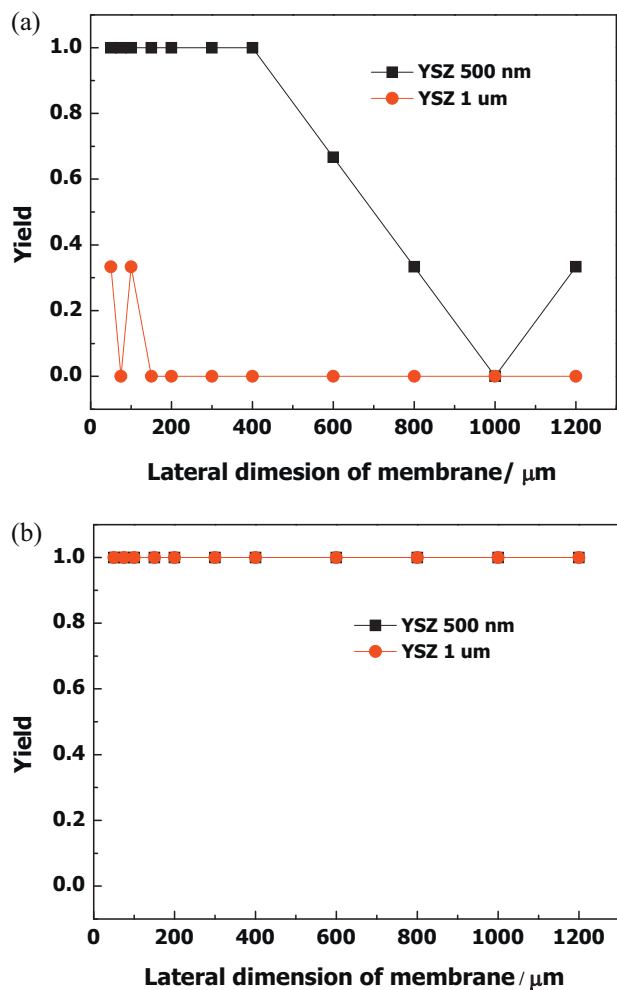 (a)
1.0
0.8
0.6
0.4
0.2
0.0
Yield
YSZ 500 nm
YSZ 1 um
0 200 400 600 800 1000 1200
Lateral dimesion of membrane/ μm
(b)
1.0
0.8
0.6
0.4
0.2
0.0
Yield
YSZ 500 nm
YSZ 1 um
0 200 400 600 800 1000 1200
Lateral dimension of membrane / μm